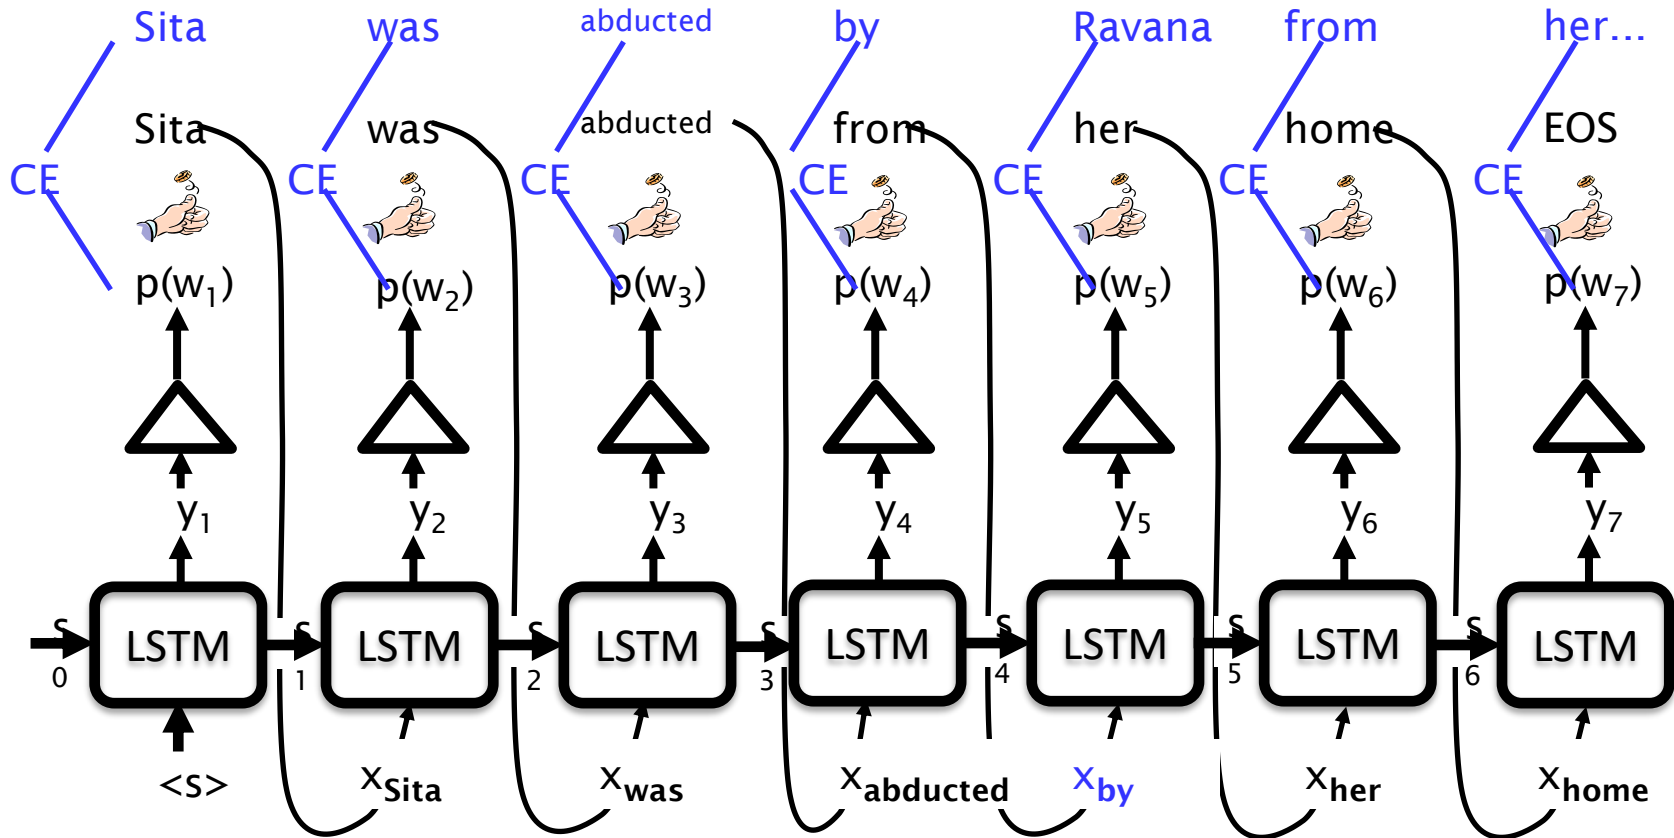 Sita was abducted by Ravana from her...
Sita was abducted from her home EOS
CE CE CE CE CE CE CE
p(w1) p(w2) p(w3) p(w4) p(w5) p(w6) p(w7)
y1 y2 y3 y4 y5 y6 y7
s0 LSTM s1 LSTM s2 LSTM s3 LSTM s4 LSTM s5 LSTM s6 LSTM
<s> xSita xwas xabducted xby xher xhome